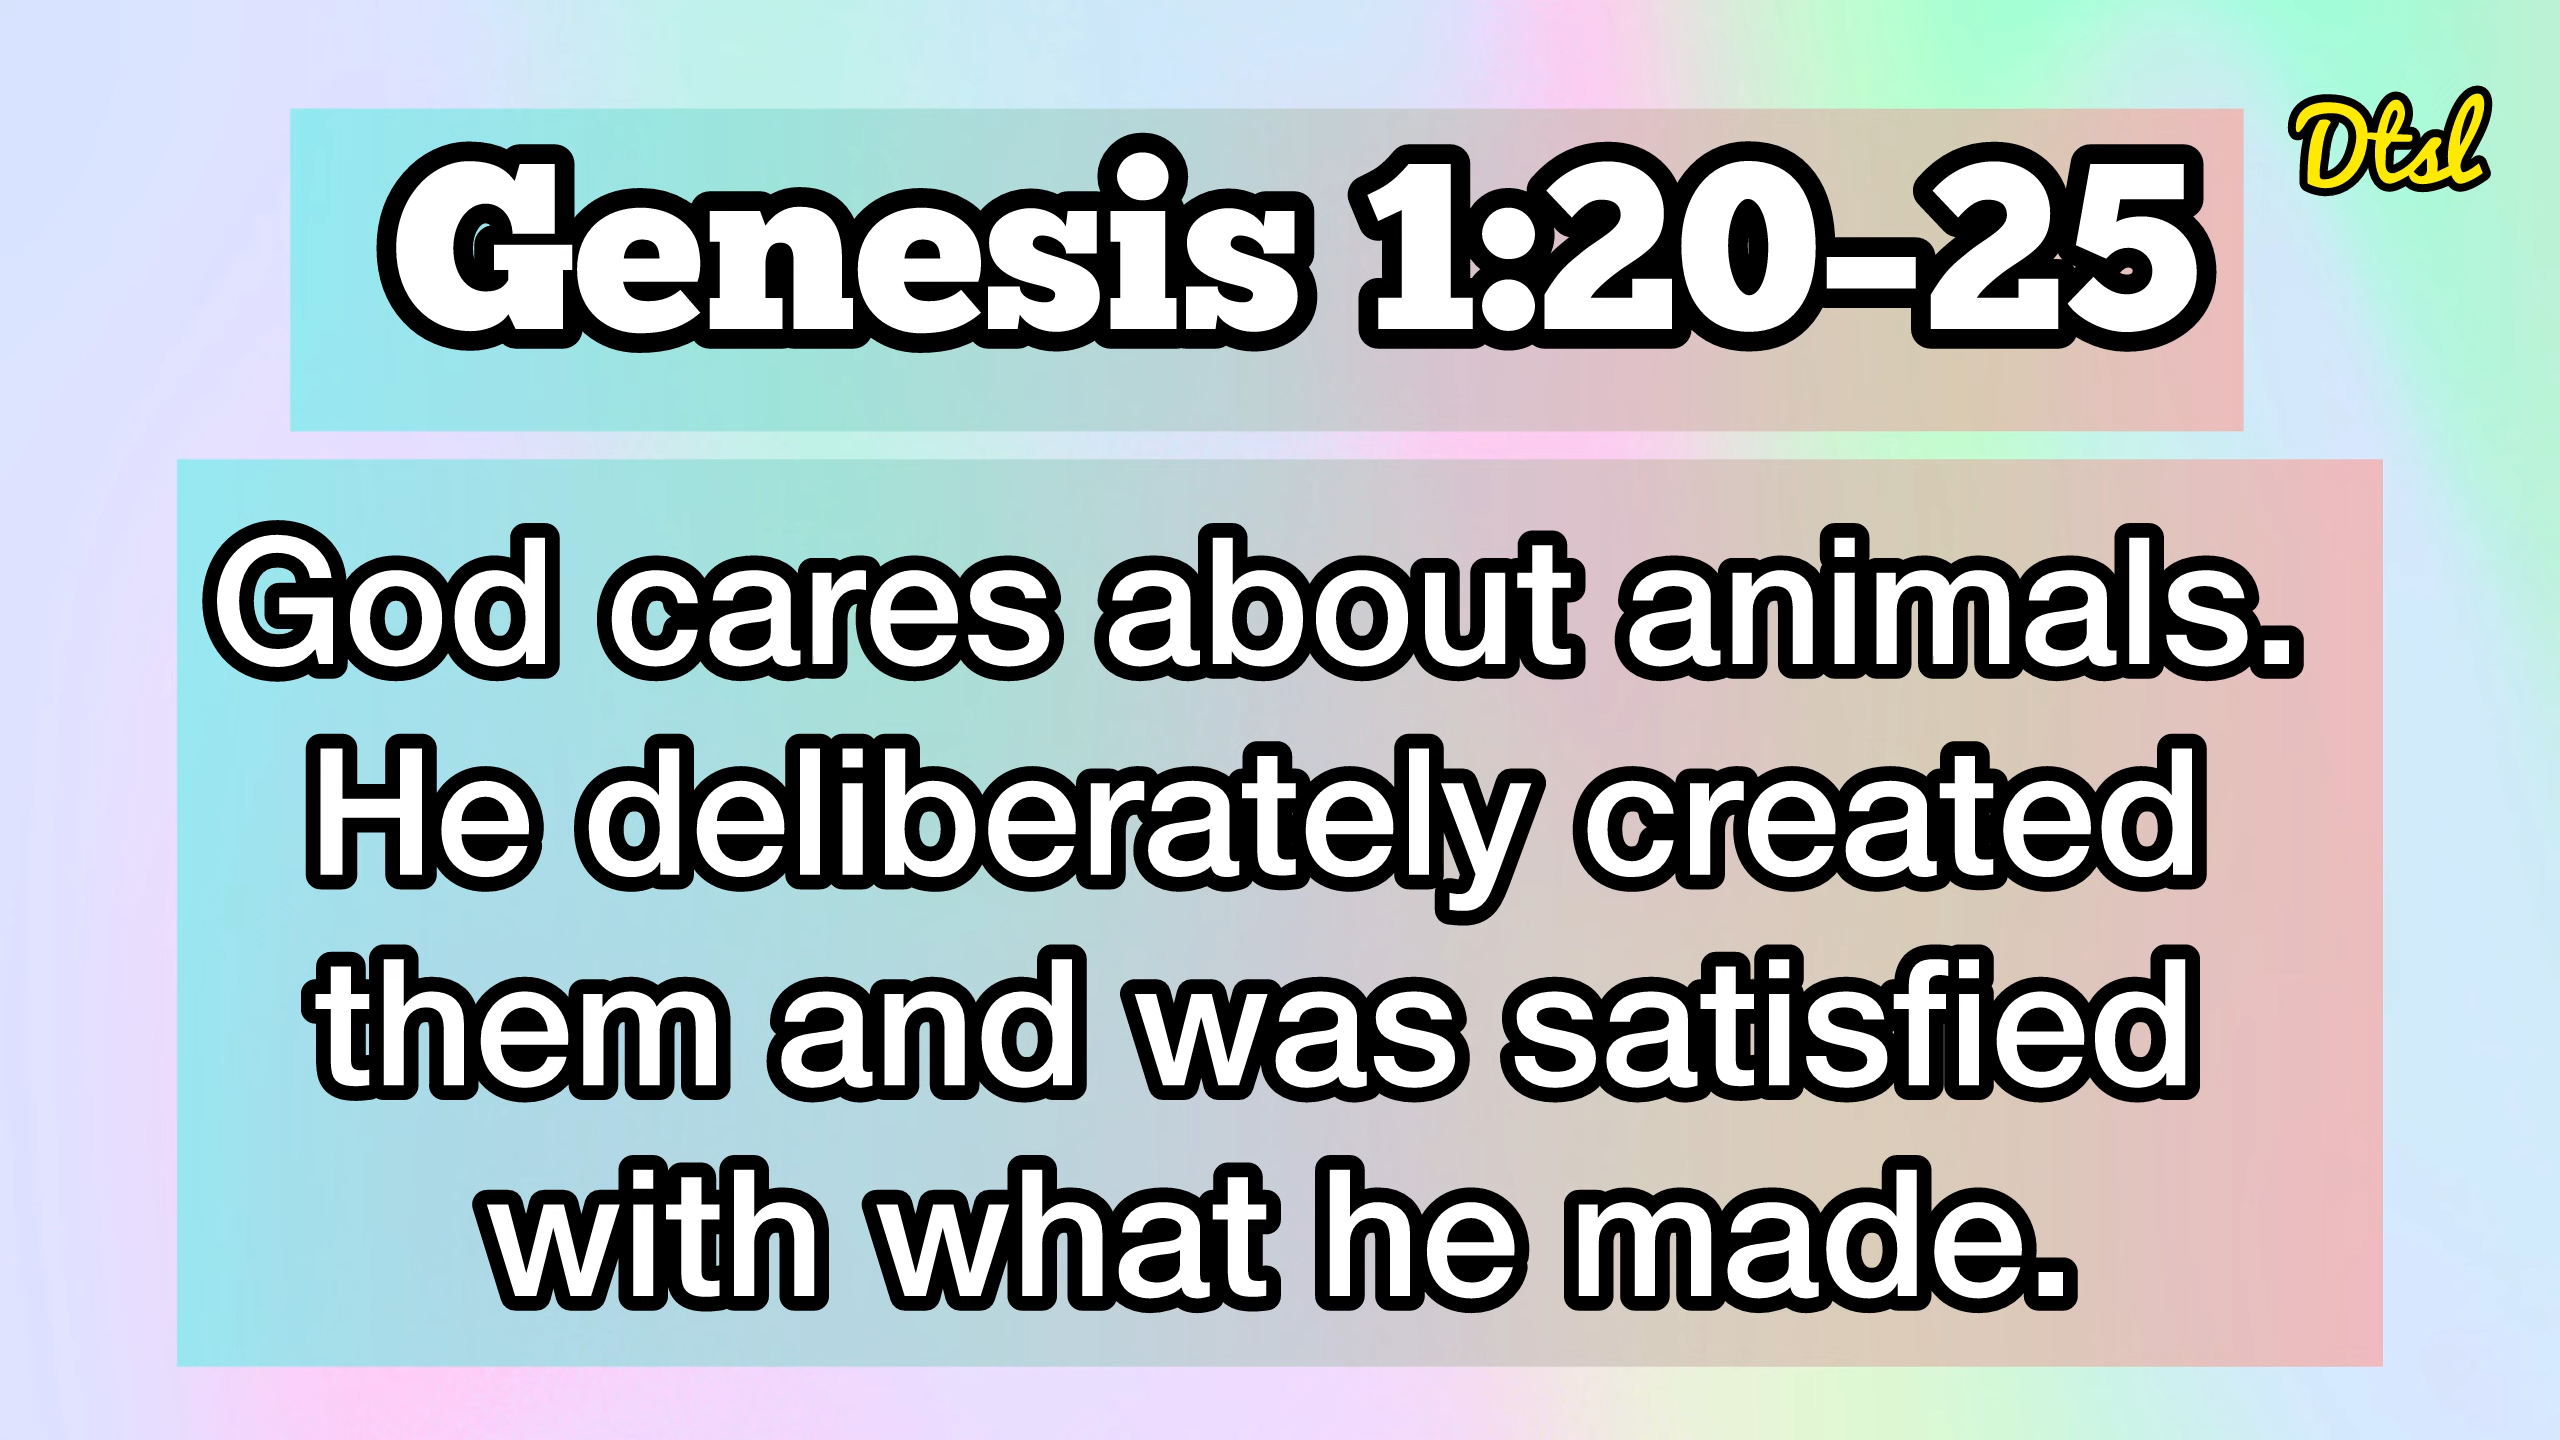 Genesis 1:20-25
Dtsl
God cares about animals.
He deliberately created
them and was satisfied
with what he made.